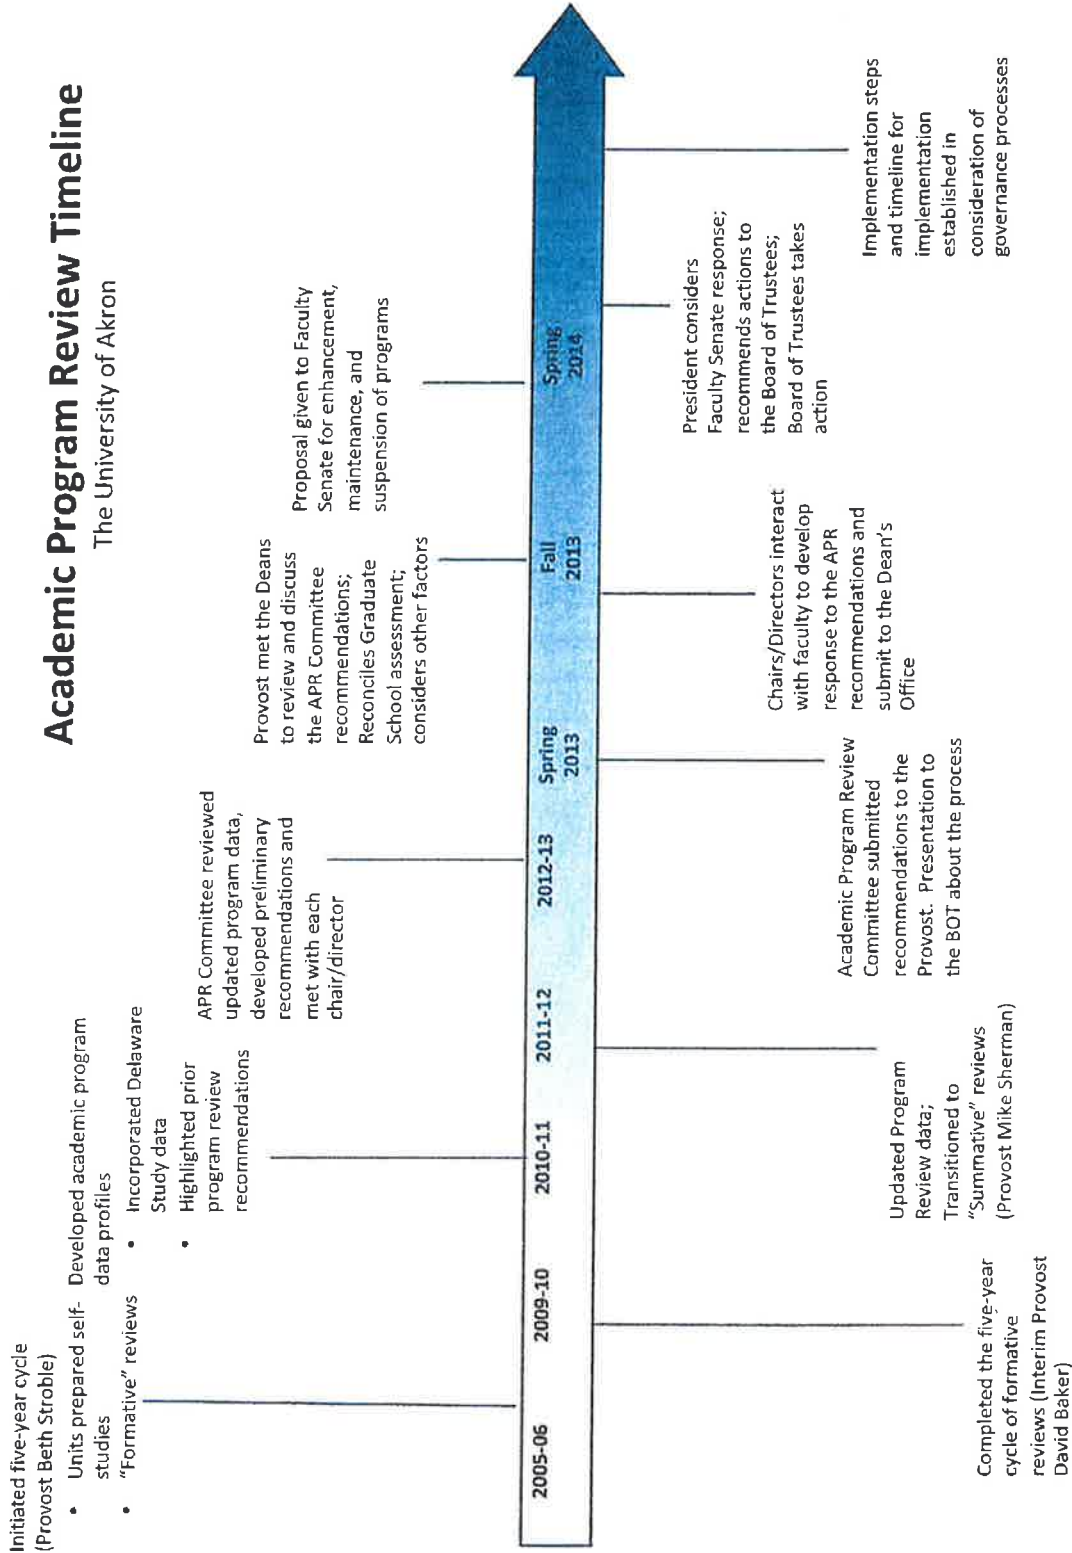 Academic Program Review Timeline
The University of Akron
Initiated five-year cycle
(Provost Beth Stroble)
• Units prepared self-
studies
• "Formative" reviews
Developed academic program
data profiles
• Incorporated Delaware
Study data
• Highlighted prior
program review
recommendations
APR Committee reviewed
updated program data,
developed preliminary
recommendations and
met with each
chair/director
Provost met the Deans
to review and discuss
the APR Committee
recommendations;
Reconciles Graduate
School assessment;
considers other factors
Proposal given to Faculty
Senate for enhancement,
maintenance, and
suspension of programs
2005-06
2009-10
2010-11
2011-12
2012-13
Spring
2013
Fall
2013
Spring
2014
Completed the five-year
cycle of formative
reviews (Interim Provost
David Baker)
Updated Program
Review data;
Transitioned to
"Summative" reviews
(Provost Mike Sherman)
Academic Program Review
Committee submitted
recommendations to the
Provost. Presentation to
the BOT about the process
Chairs/Directors interact
with faculty to develop
response to the APR
recommendations and
submit to the Dean's
Office
President considers
Faculty Senate response;
recommends actions to
the Board of Trustees;
Board of Trustees takes
action
Implementation steps
and timeline for
implementation
established in
consideration of
governance processes